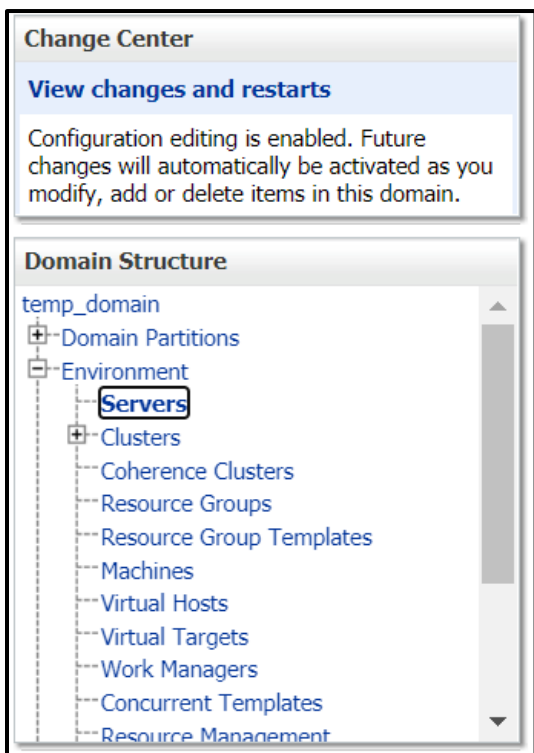 Change Center
View changes and restarts
Configuration editing is enabled. Future
changes will automatically be activated as you
modify, add or delete items in this domain.
Domain Structure
temp_domain
Domain Partitions
Environment
Servers
Clusters
Coherence Clusters
Resource Groups
Resource Group Templates
Machines
Virtual Hosts
Virtual Targets
Work Managers
Concurrent Templates
Resource Management